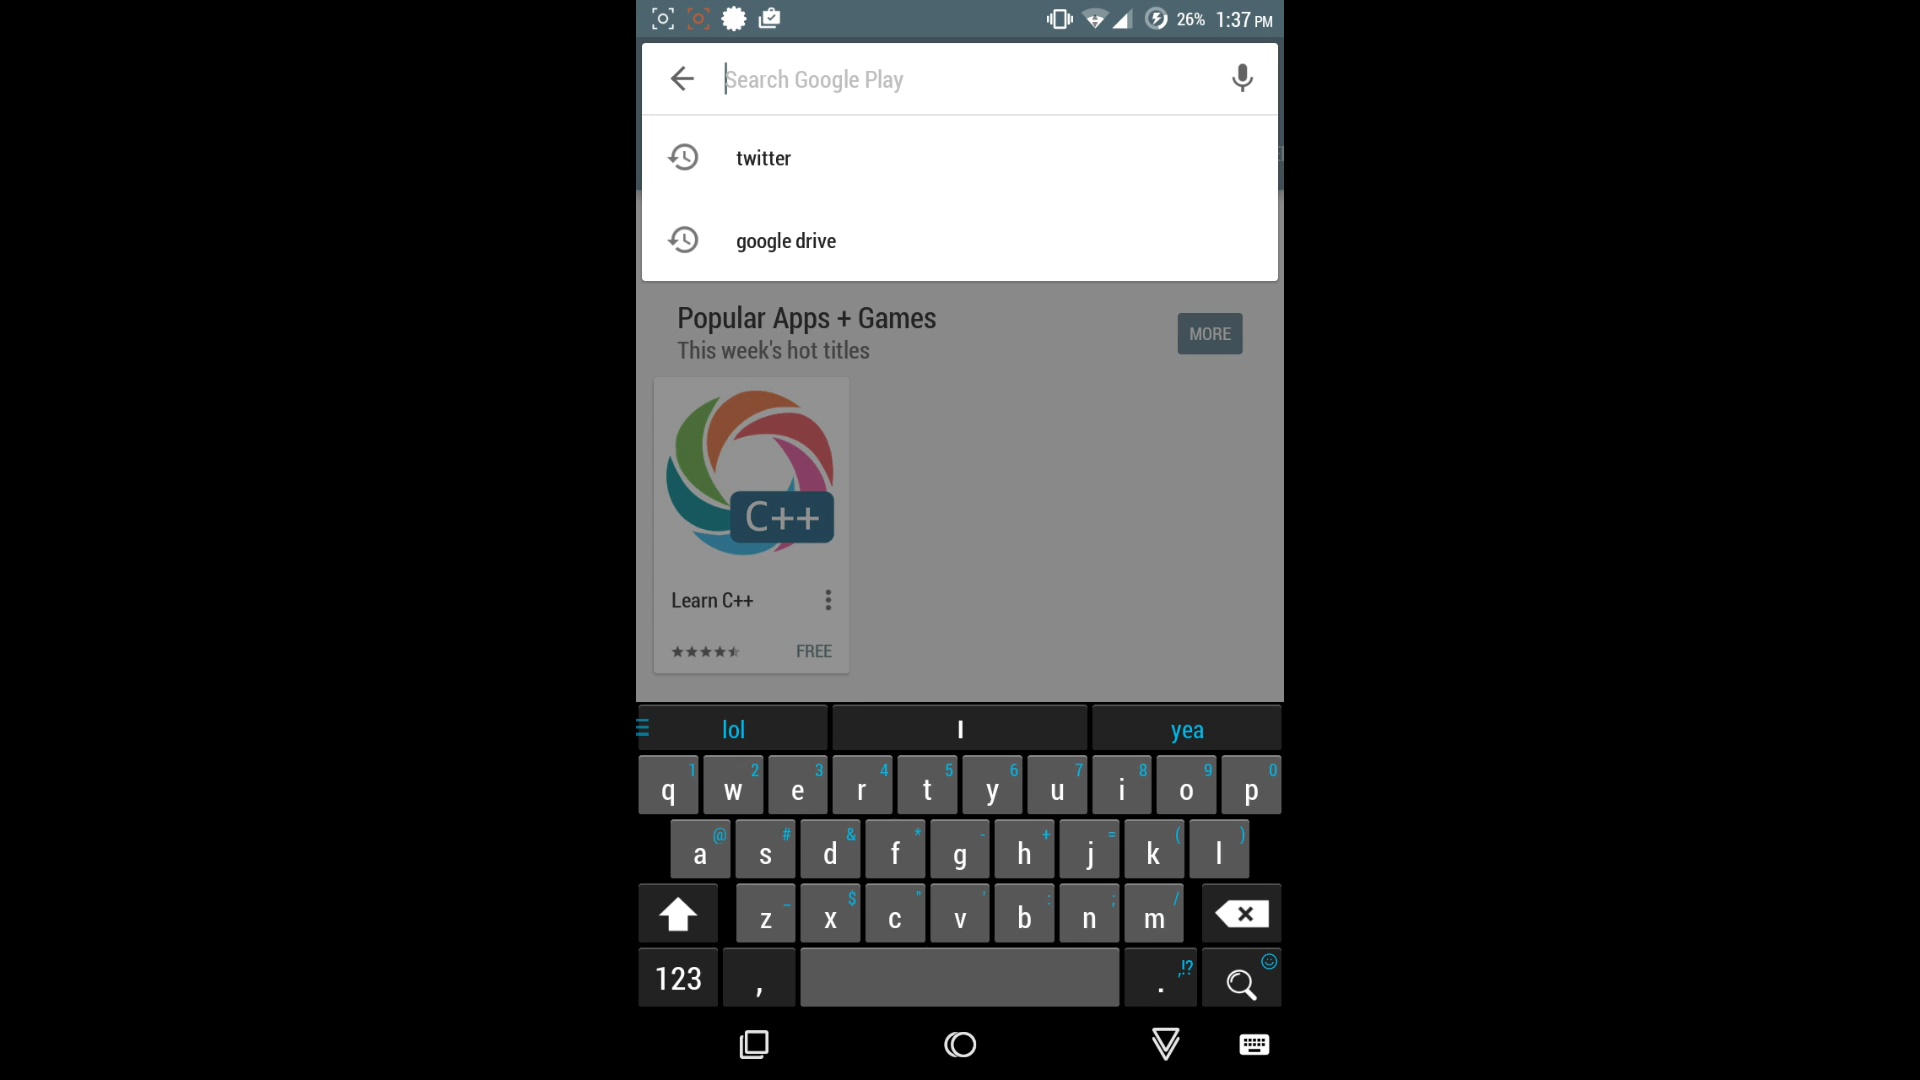 26% 1:37 PM
Search Google Play
twitter
google drive
Popular Apps + Games
This week's hot titles
MORE
C++
Learn C++
FREE
lol I yea
q 1 w 2 e 3 r 4 t 5 y 6 u 7 i 8 o 9 p 0
a @ s # d & f * g - h + j = k ( l )
z _ x $ c " v ' b : n ; m /
123 , . ,!?